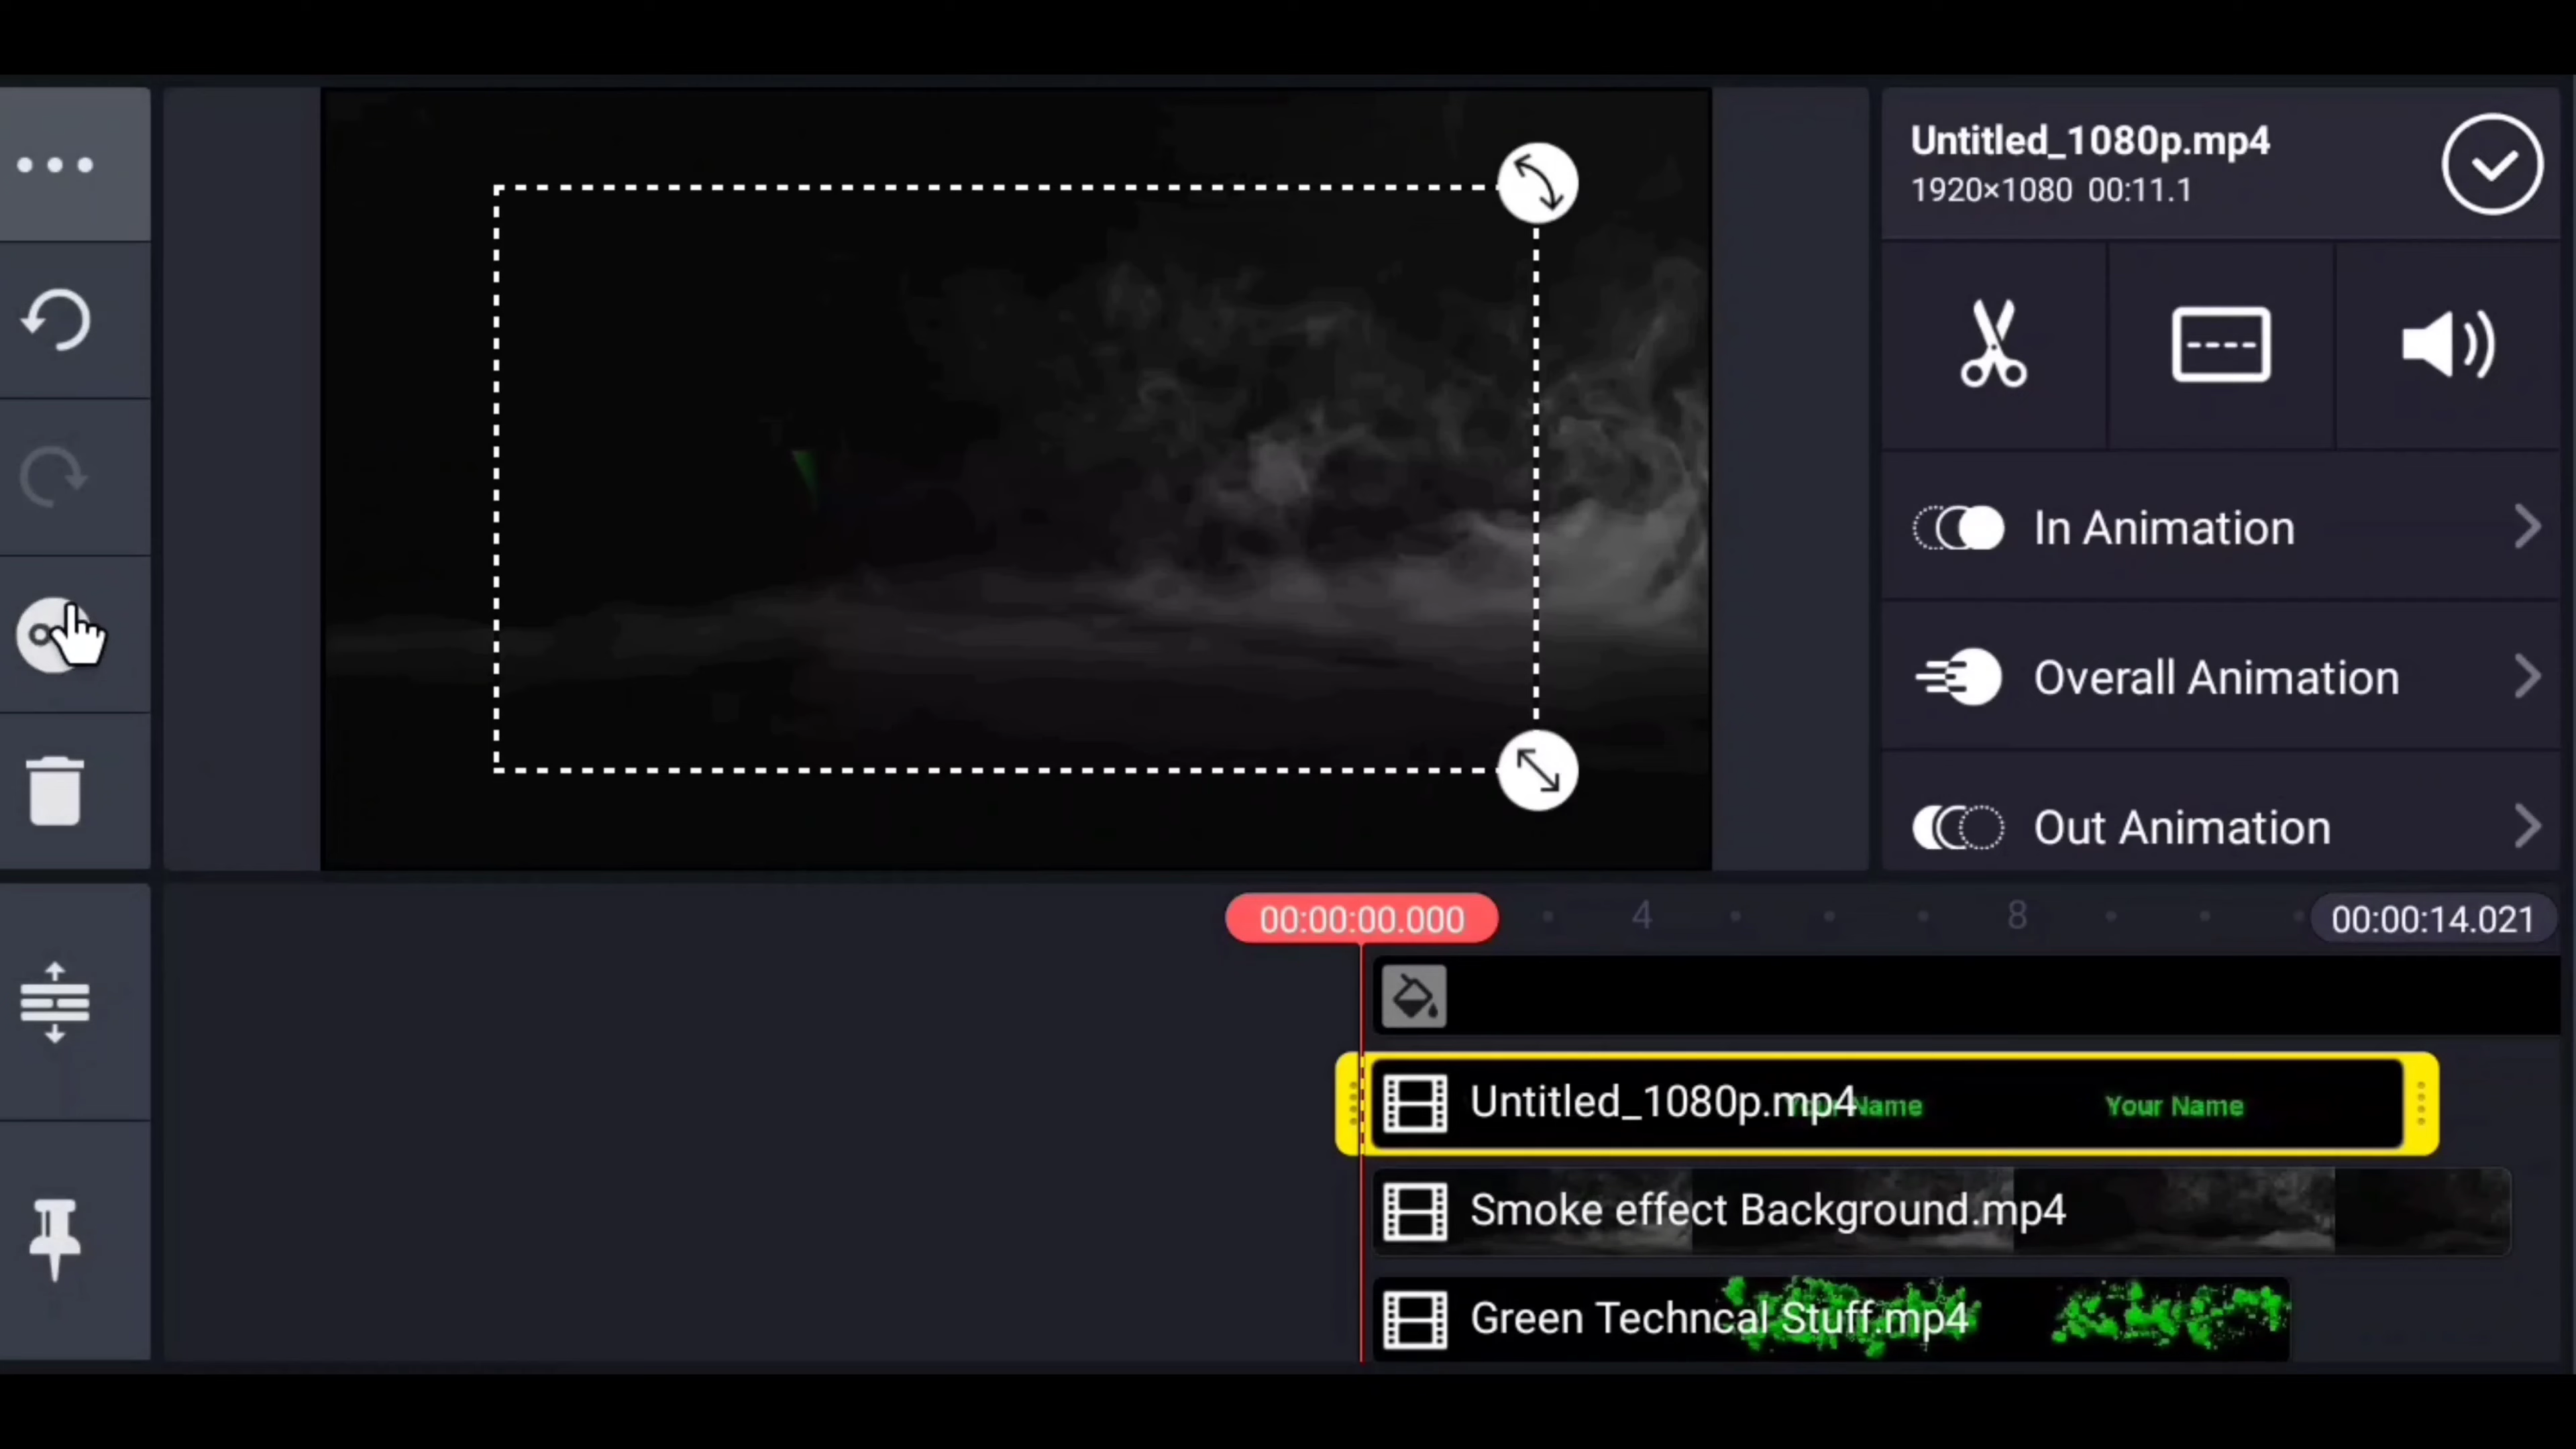 Untitled_1080p.mp4
1920×1080 00:11.1
In Animation
Overall Animation
Out Animation
00:00:00.000
4
8
00:00:14.021
Untitled_1080p.mp4
Name
Your Name
Smoke effect Background.mp4
Green Techncal Stuff.mp4